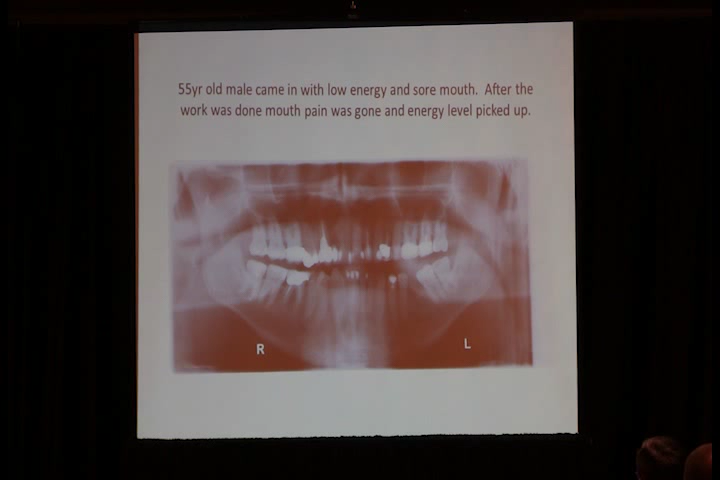 55yr old male came in with low energy and sore mouth.  After the
work was done mouth pain was gone and energy level picked up.
R
L